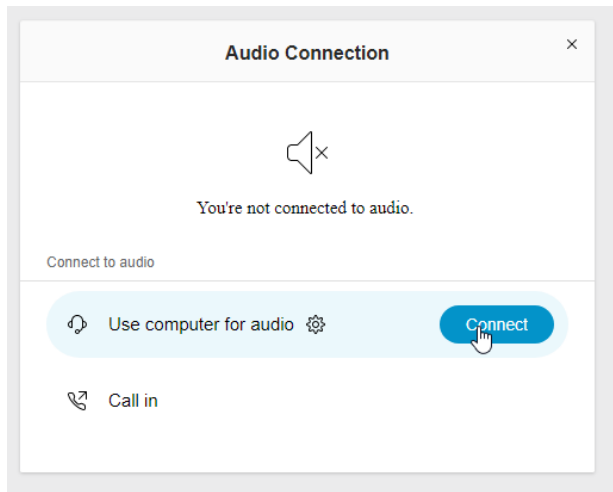 Audio Connection
You're not connected to audio.
Connect to audio
Use computer for audio
Connect
Call in